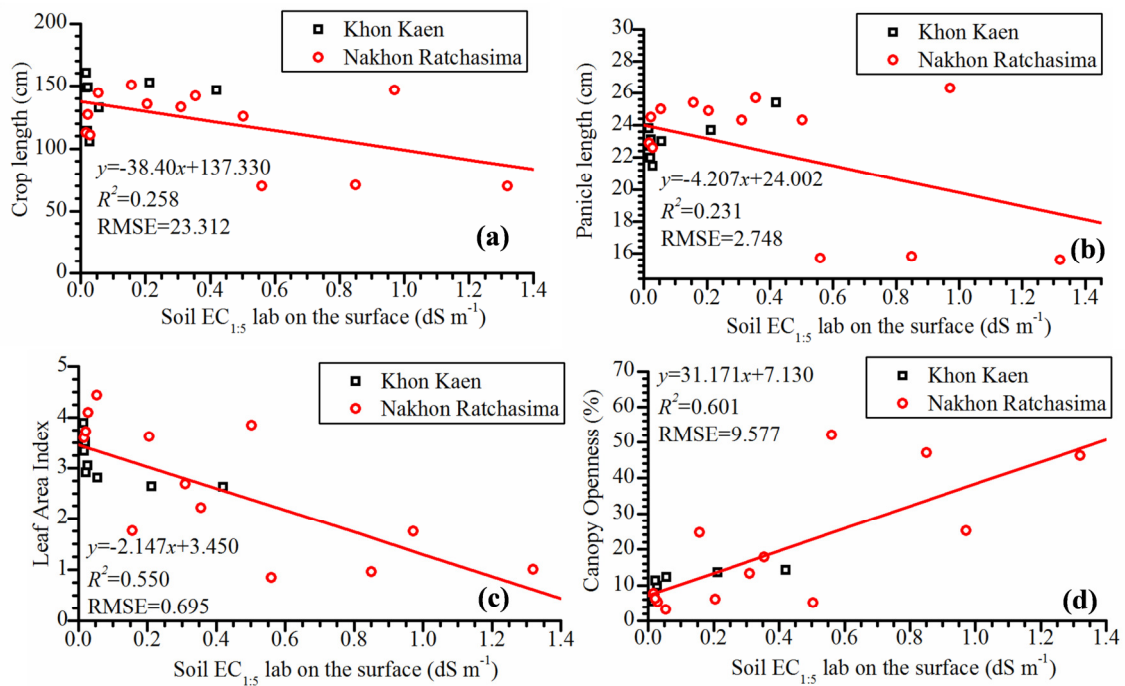 200
150
100
50
0
Crop length (cm)
Khon Kaen
Nakhon Ratchasima
y=-38.40x+137.330
R²=0.258
RMSE=23.312
(a)
0.0 0.2 0.4 0.6 0.8 1.0 1.2 1.4
Soil EC1:5 lab on the surface (dS m-1)
30
28
26
24
22
20
18
16
Panicle length (cm)
Khon Kaen
Nakhon Ratchasima
y=-4.207x+24.002
R²=0.231
RMSE=2.748
(b)
0.0 0.2 0.4 0.6 0.8 1.0 1.2 1.4
Soil EC1:5 lab on the surface (dS m-1)
5
4
3
2
1
0
Leaf Area Index
Khon Kaen
Nakhon Ratchasima
y=-2.147x+3.450
R²=0.550
RMSE=0.695
(c)
0.0 0.2 0.4 0.6 0.8 1.0 1.2 1.4
Soil EC1:5 lab on the surface (dS m-1)
70
60
50
40
30
20
10
0
Canopy Openness (%)
y=31.171x+7.130
R²=0.601
RMSE=9.577
Khon Kaen
Nakhon Ratchasima
(d)
0.0 0.2 0.4 0.6 0.8 1.0 1.2 1.4
Soil EC1:5 lab on the surface (dS m-1)